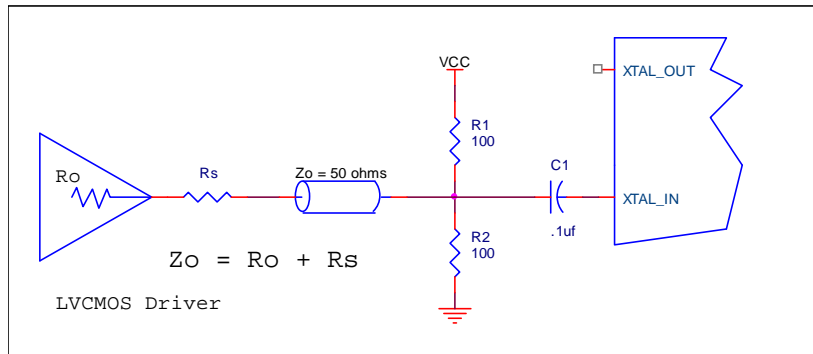 VCC
XTAL_OUT
R1
100
Ro
Rs
Zo = 50 ohms
C1
XTAL_IN
.1uf
R2
100
Zo = Ro + Rs
LVCMOS Driver